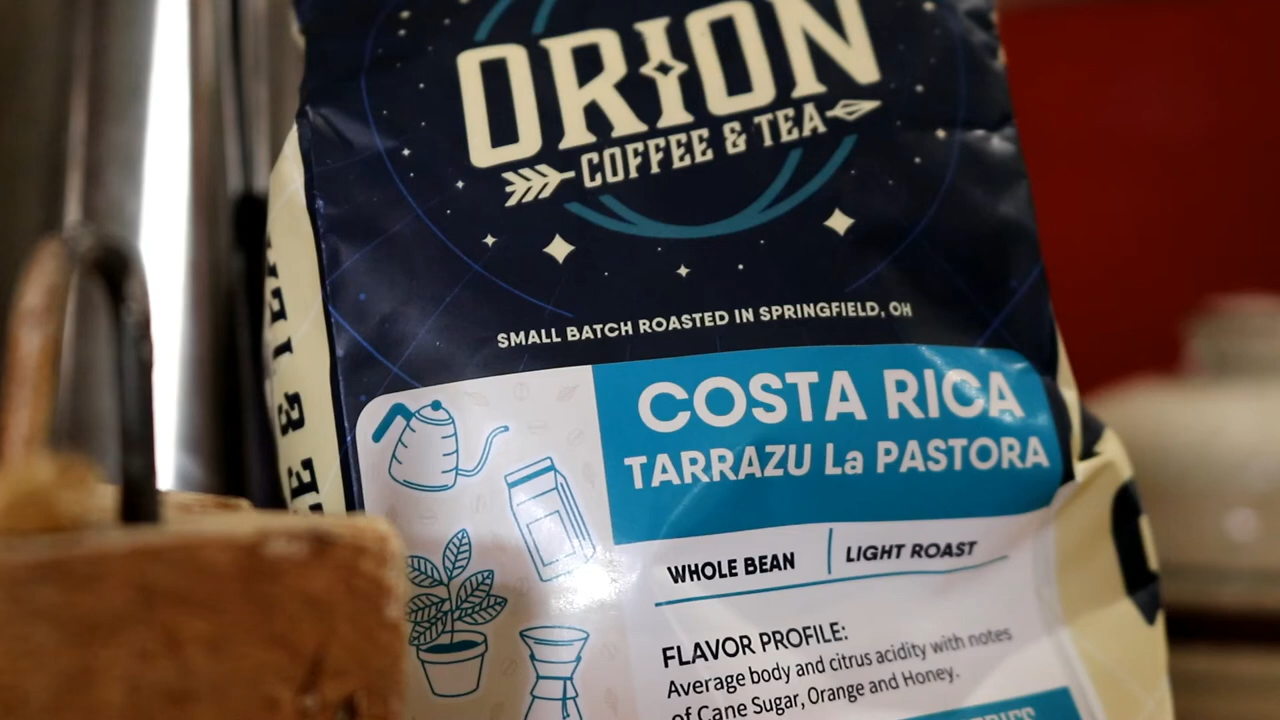 ORION
COFFEE & TEA
SMALL BATCH ROASTED IN SPRINGFIELD, OH
COSTA RICA
TARRAZU La PASTORA
WHOLE BEAN
LIGHT ROAST
FLAVOR PROFILE:
Average body and citrus acidity with notes
of Cane Sugar, Orange and Honey.